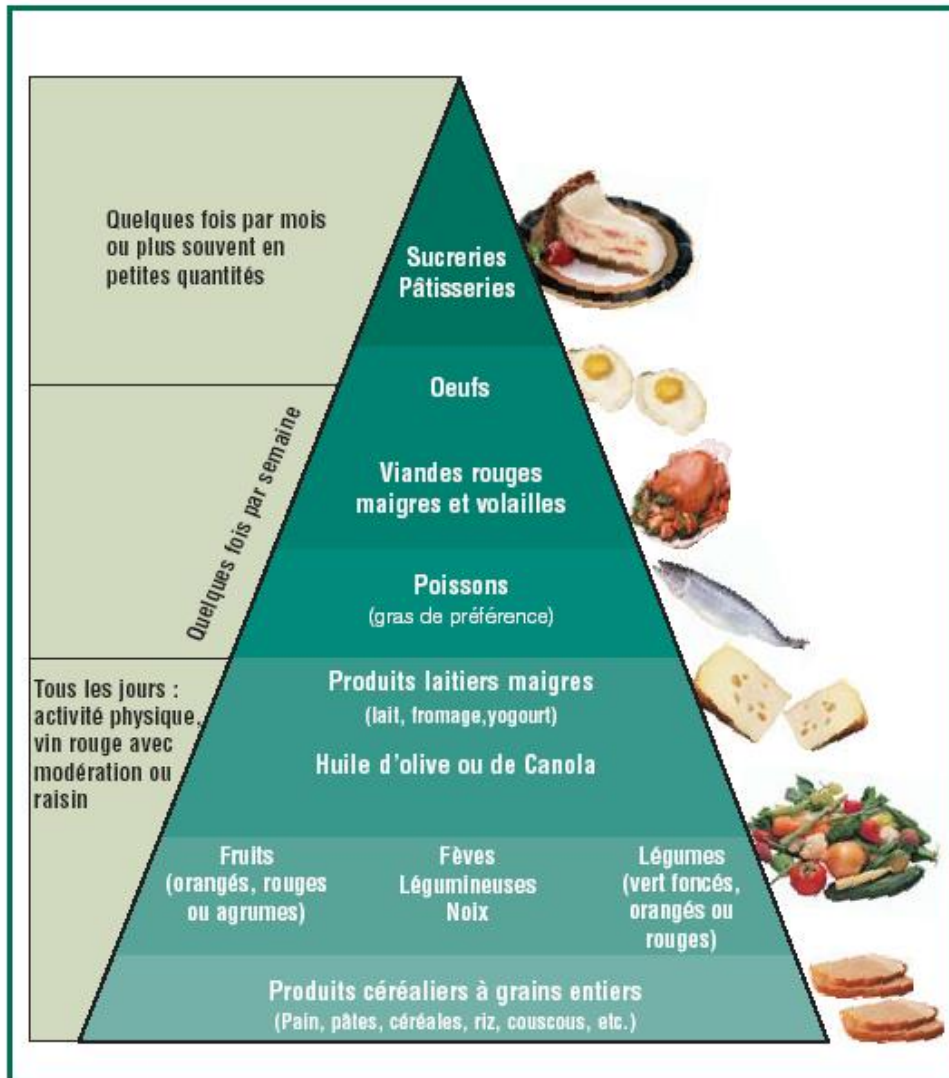 Quelques fois par mois
ou plus souvent en
petites quantités
Sucreries
Pâtisseries
Quelques fois par semaine
Oeufs
Viandes rouges
maigres et volailles
Poissons
(gras de préférence)
Tous les jours :
activité physique,
vin rouge avec
modération ou
raisin
Produits laitiers maigres
(lait, fromage,yogourt)
Huile d'olive ou de Canola
Fruits
(orangés, rouges
ou agrumes)
Fèves
Légumineuses
Noix
Légumes
(vert foncés,
orangés ou
rouges)
Produits céréaliers à grains entiers
(Pain, pâtes, céréales, riz, couscous, etc.)